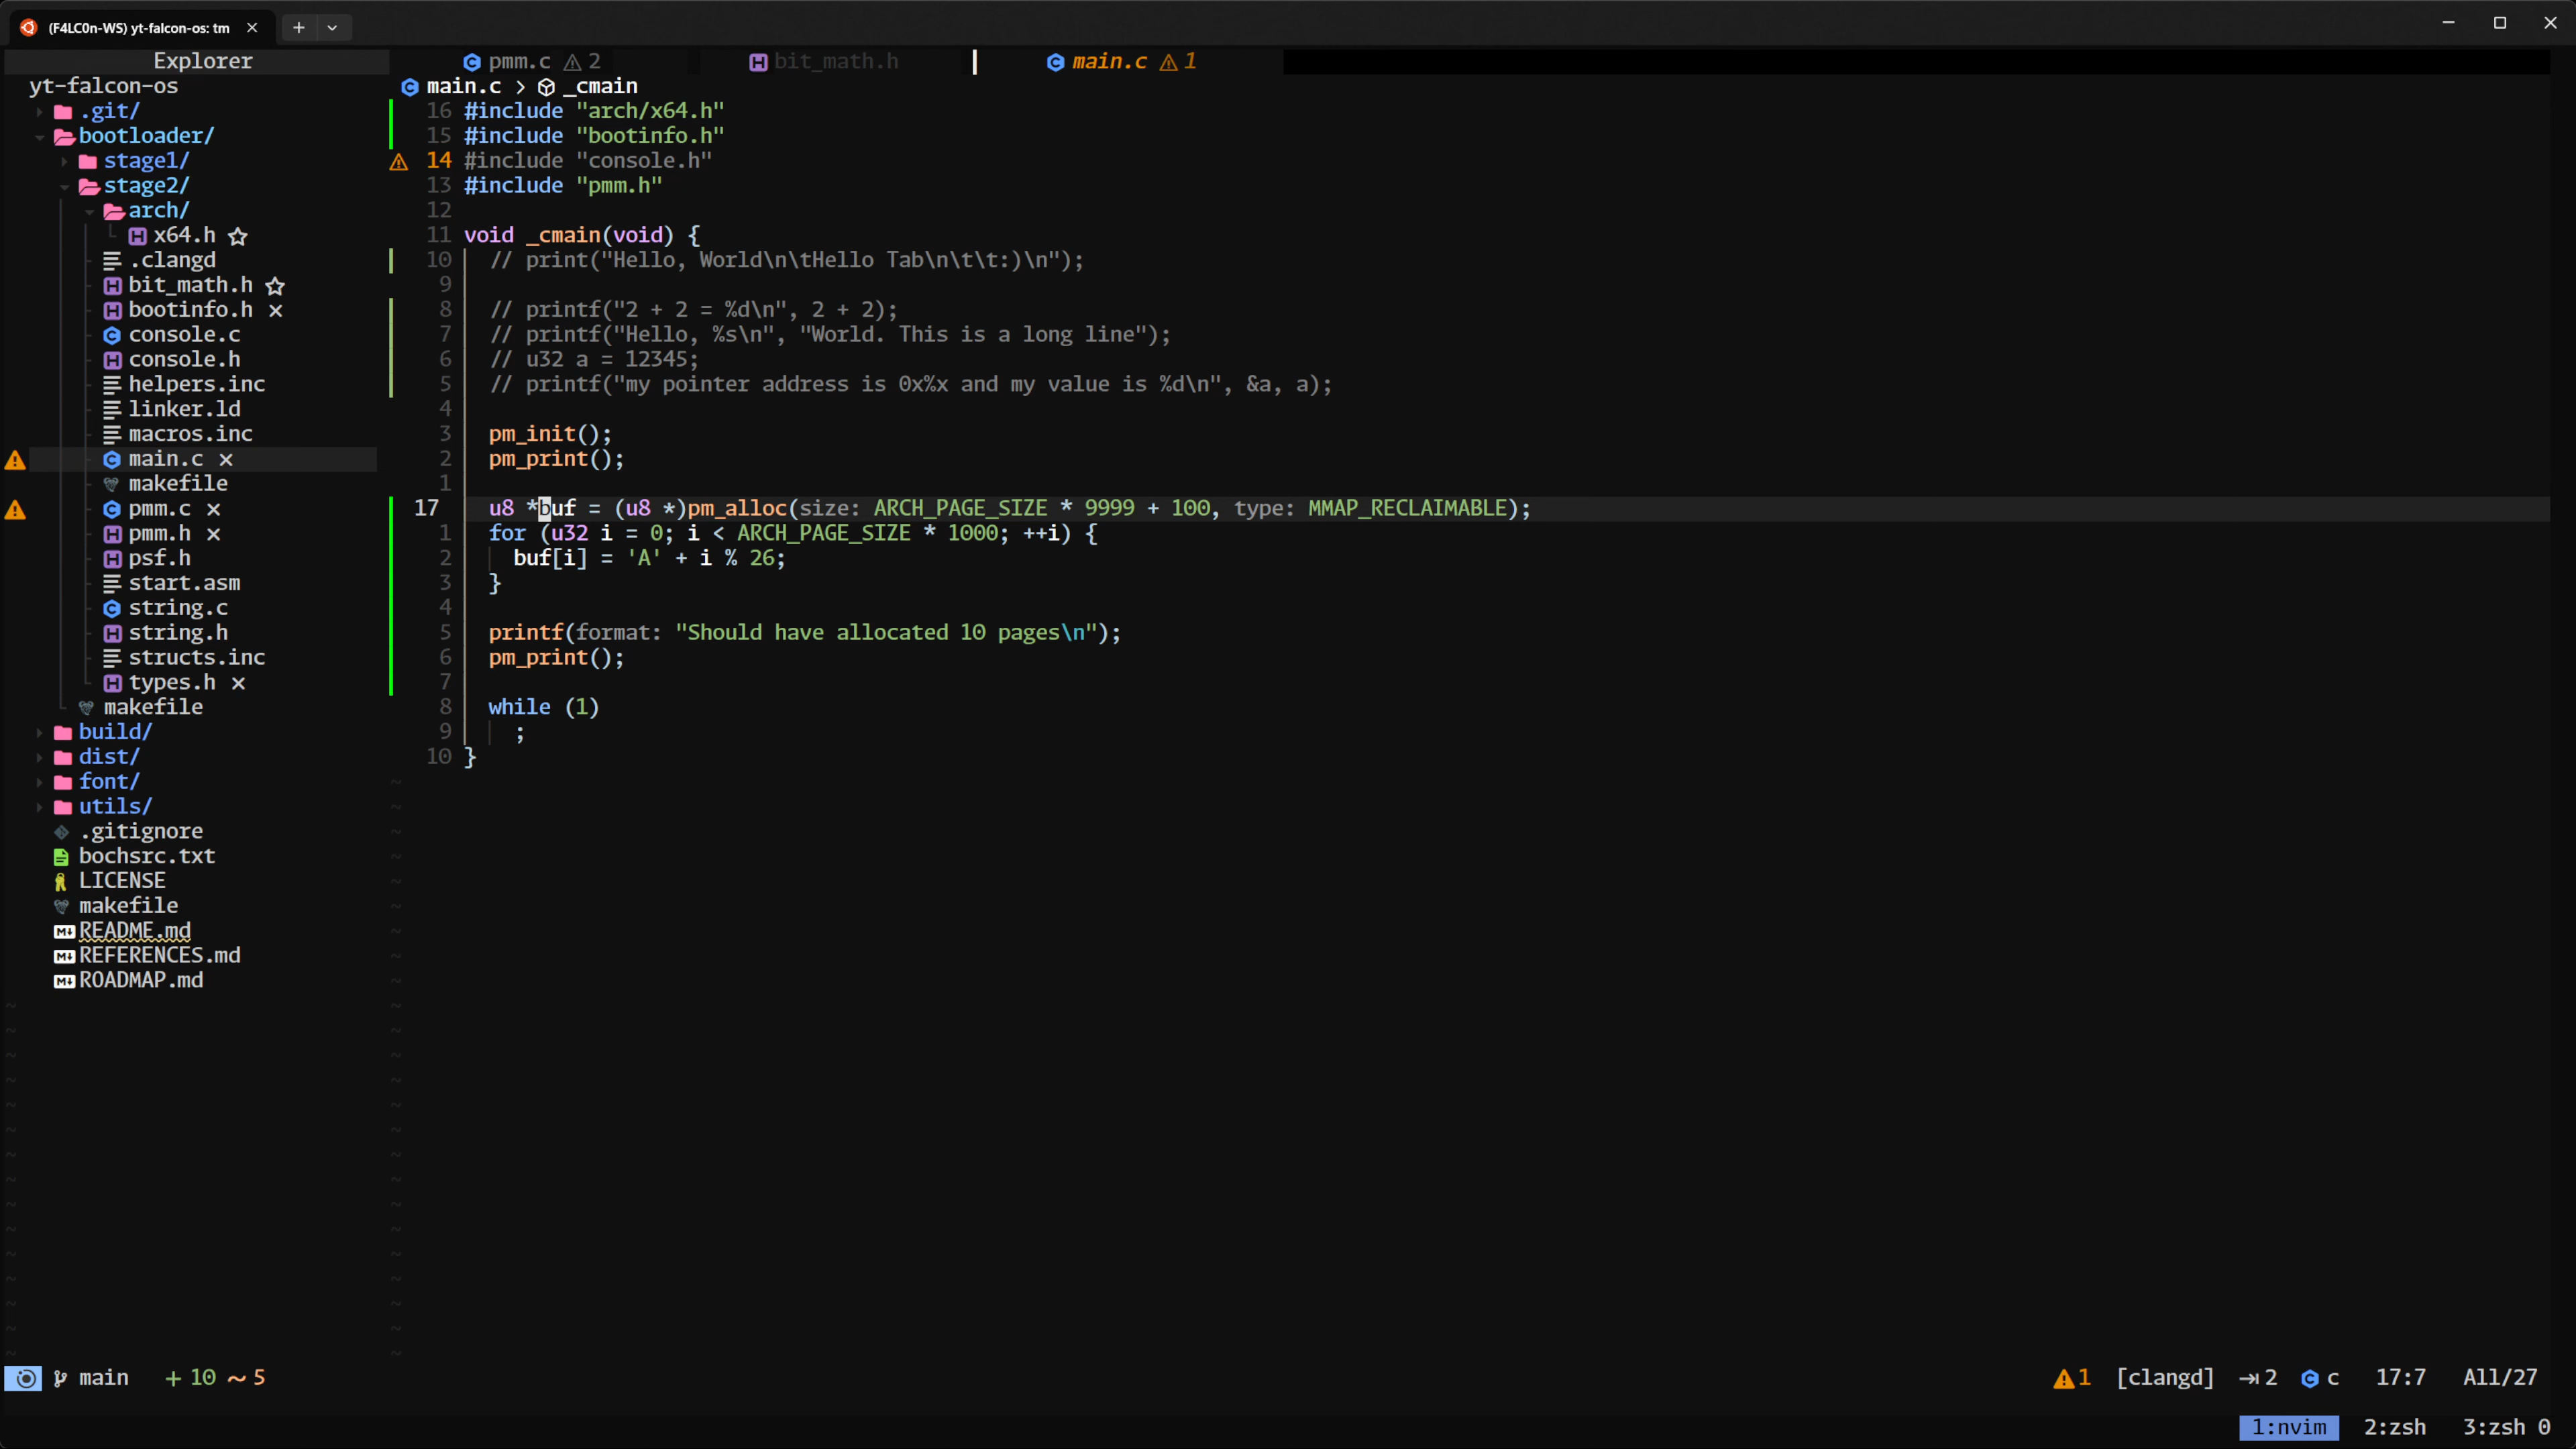 (F4LC0n-WS) yt-falcon-os: tm
Explorer
pmm.c 2
bit_math.h
main.c 1
yt-falcon-os
.git/
bootloader/
stage1/
stage2/
arch/
x64.h
.clangd
bit_math.h
bootinfo.h
console.c
console.h
helpers.inc
linker.ld
macros.inc
main.c
makefile
pmm.c
pmm.h
psf.h
start.asm
string.c
string.h
structs.inc
types.h
makefile
build/
dist/
font/
utils/
.gitignore
bochsrc.txt
LICENSE
makefile
README.md
REFERENCES.md
ROADMAP.md
main.c > _cmain
16 #include "arch/x64.h"
15 #include "bootinfo.h"
14 #include "console.h"
13 #include "pmm.h"
12
11 void _cmain(void) {
10 // print("Hello, World\n\tHello Tab\n\t\t:)\n");
9
8 // printf("2 + 2 = %d\n", 2 + 2);
7 // printf("Hello, %s\n", "World. This is a long line");
6 // u32 a = 12345;
5 // printf("my pointer address is 0x%x and my value is %d\n", &a, a);
4
3 pm_init();
2 pm_print();
1
17 u8 *buf = (u8 *)pm_alloc(size: ARCH_PAGE_SIZE * 9999 + 100, type: MMAP_RECLAIMABLE);
1 for (u32 i = 0; i < ARCH_PAGE_SIZE * 1000; ++i) {
2 buf[i] = 'A' + i % 26;
3 }
4
5 printf(format: "Should have allocated 10 pages\n");
6 pm_print();
7
8 while (1)
9 ;
10 }
main +10 ~5
1 [clangd] 2 c 17:7 All/27
1:nvim 2:zsh 3:zsh 0